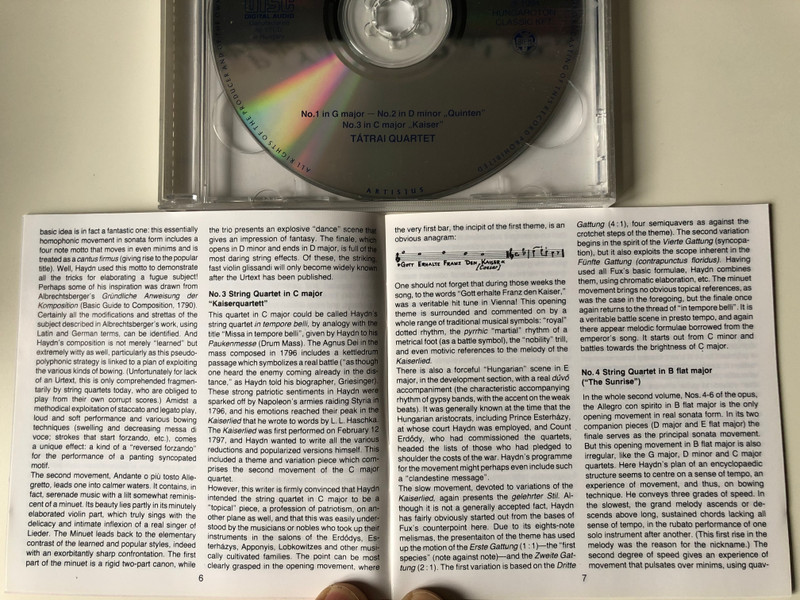 DIGITAL AUDIO
HUNGAROTON
CLASSIC KFT.
No.1 in G major — No.2 in D minor „Quinten"
No.3 in C major „Kaiser"
TÁTRAI QUARTET
ALL RIGHTS OF THE PRODUCER AND
ARTISJUS
basic idea is in fact a fantastic one: this essentially
homophonic movement in sonata form includes a
four note motto that moves in even minims and is
treated as a cantus firmus (giving rise to the popular
title). Well, Haydn used this motto to demonstrate
all the tricks for elaborating a fugue subject!
Perhaps some of his inspiration was drawn from
Albrechtsberger's Gründliche Anweisung der
Komposition (Basic Guide to Composition, 1790).
Certainly all the modifications and strettas of the
subject described in Albrechtsberger's work, using
Latin and German terms, can be identified. And
Haydn's composition is not merely "learned" but
extremely witty as well, particularly as this pseudo-
polyphonic strategy is linked to a plan of exploiting
the various kinds of bowing. (Unfortunately for lack
of an Urtext, this is only comprehended fragmen-
tarily by string quartets today, who are obliged to
play from their own corrupt scores.) Amidst a
methodical exploitation of staccato and legato play,
loud and soft performance and various bowing
techniques (swelling and decreasing messa di
voce; strokes that start forzando, etc.), comes
a unique effect: a kind of a "reversed forzando"
for the performance of a panting syncopated
motif.
The second movement, Andante o più tosto Alle-
gretto, leads one into calmer waters. It contains, in
fact, serenade music with a lilt somewhat reminis-
cent of a minuet. Its beauty lies partly in its minutely
elaborated violin part, which truly sings with the
delicacy and intimate inflexion of a real singer of
Lieder. The Minuet leads back to the elementary
contrast of the learned and popular styles, indeed
with an exorbitantly sharp confrontation. The first
part of the minuet is a rigid two-part canon, while
the trio presents an explosive "dance" scene that
gives an impression of fantasy. The finale, which
opens in D minor and ends in D major, is full of the
most daring string effects. Of these, the striking,
fast violin glissandi will only become widely known
after the Urtext has been published.
No.3 String Quartet in C major
"Kaiserquartett"
This quartet in C major could be called Haydn's
string quartet in tempore belli, by analogy with the
title "Missa in tempore belli", given by Haydn to his
Paukenmesse (Drum Mass). The Agnus Dei in the
mass composed in 1796 includes a kettledrum
passage which symbolizes a real battle ("as though
one heard the enemy coming already in the dis-
tance," as Haydn told his biographer, Griesinger).
These strong patriotic sentiments in Haydn were
sparked off by Napoleon's armies raiding Styria in
1796, and his emotions reached their peak in the
Kaiserlied that he wrote to words by L. L. Haschka.
The Kaiserlied was first performed on February 12
1797, and Haydn wanted to write all the various
reductions and popularized versions himself. This
included a theme and variation piece which com-
prises the second movement of the C major
quartet.
However, this writer is firmly convinced that Haydn
intended the string quartet in C major to be a
"topical" piece, a profession of patriotism, on an-
other plane as well, and that this was easily under-
stood by the musicians or nobles who took up their
instruments in the salons of the Erdődys, Es-
terházys, Apponyis, Lobkowitzes and other musi-
cally cultivated families. The point can be most
clearly grasped in the opening movement, where
6
the very first bar, the incipit of the first theme, is an
obvious anagram:
»GOTT ERHALTE FRANZ DEN KAISER«
(CAESAR)
One should not forget that during those weeks the
song, to the words "Gott erhalte Franz den Kaiser,"
was a veritable hit tune in Vienna! This opening
theme is surrounded and commented on by a
whole range of traditional musical symbols: "royal"
dotted rhythm, the pyrrhic "martial" rhythm of a
metrical foot (as a battle symbol), the "nobility" trill,
and even motivic references to the melody of the
Kaiserlied.
There is also a forceful "Hungarian" scene in E
major, in the development section, with a real dűvő
accompaniment (the characteristic accompanying
rhythm of gypsy bands, with the accent on the weak
beats). It was generally known at the time that the
Hungarian aristocrats, including Prince Esterházy,
at whose court Haydn was employed, and Count
Erdődy, who had commissioned the quartets,
headed the lists of those who had pledged to
shoulder the costs of the war. Haydn's programme
for the movement might perhaps even include such
a "clandestine message".
The slow movement, devoted to variations of the
Kaiserlied, again presents the gelehrter Stil. Al-
though it is not a generally accepted fact, Haydn
has fairly obviously started out from the bases of
Fux's counterpoint here. Due to its eights-note
melismas, the presentaiton of the theme has used
up the motion of the Erste Gattung (1:1)—the "first
species" (note against note)—and the Zweite Gat-
tung (2:1). The first variation is based on the Dritte
Gattung (4:1), four semiquavers as against the
crotchet steps of the theme). The second variation
begins in the spirit of the Vierte Gattung (syncopa-
tion), but it also exploits the scope inherent in the
Fünfte Gattung (contrapunctus floridus). Having
used all Fux's basic formulae, Haydn combines
them, using chromatic elaboration, etc. The minuet
movement brings no obvious topical references, as
was the case in the foregoing, but the finale once
again returns to the thread of "in tempore belli". It is
a veritable battle scene in presto tempo, and again
there appear melodic formulae borrowed from the
emperor's song. It starts out from C minor and
battles towards the brightness of C major.
No.4 String Quartet in B flat major
("The Sunrise")
In the whole second volume, Nos. 4-6 of the opus,
the Allegro con spirito in B flat major is the only
opening movement in real sonata form. In its two
companion pieces (D major and E flat major) the
finale serves as the principal sonata movement.
But this opening movement in B flat major is also
irregular, like the G major, D minor and C major
quartets. Here Haydn's plan of an encyclopaedic
structure seems to centre on a sense of tempo, an
experience of movement, and thus, on bowing
technique. He conveys three grades of speed. In
the slowest, the grand melody ascends or de-
scends above long, sustained chords lacking all
sense of tempo, in the rubato performance of one
solo instrument after another. (This first rise in the
melody was the reason for the nickname.) The
second degree of speed gives an experience of
movement that pulsates over minims, using quav-
7